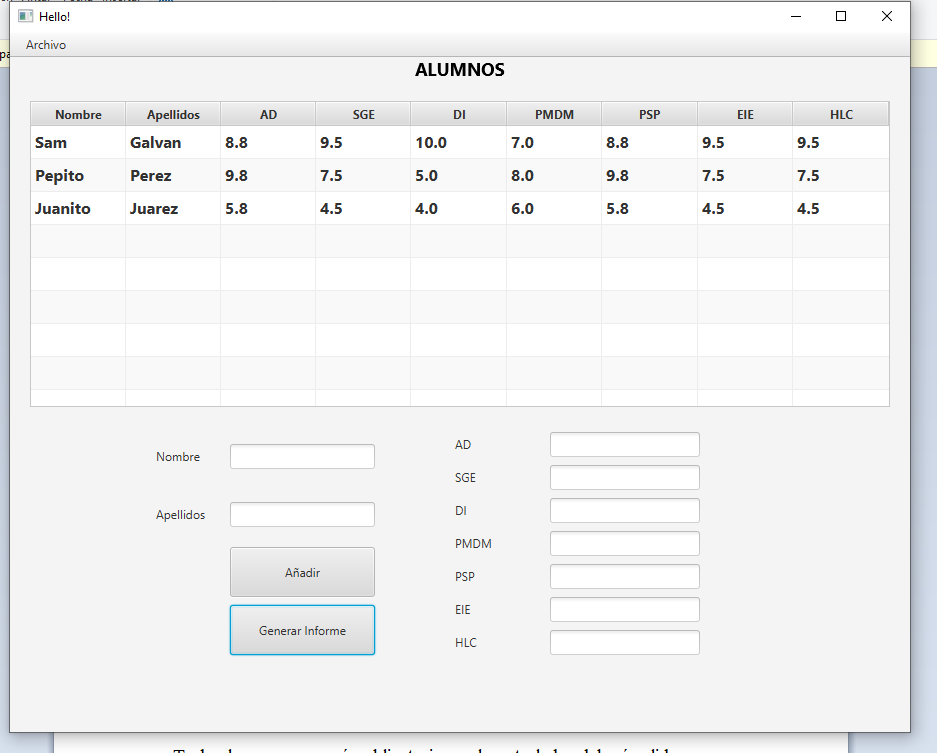 Hello!
Archivo
ALUMNOS
Nombre Apellidos AD SGE DI PMDM PSP EIE HLC
Sam Galvan 8.8 9.5 10.0 7.0 8.8 9.5 9.5
Pepito Perez 9.8 7.5 5.0 8.0 9.8 7.5 7.5
Juanito Juarez 5.8 4.5 4.0 6.0 5.8 4.5 4.5
Nombre
Apellidos
Añadir
Generar Informe
AD
SGE
DI
PMDM
PSP
EIE
HLC